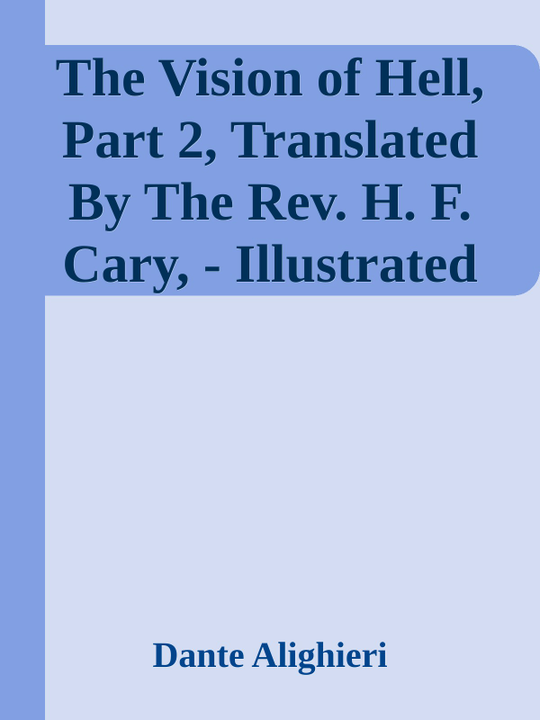 The Vision of Hell,
Part 2, Translated
By The Rev. H. F.
Cary, - Illustrated
Dante Alighieri